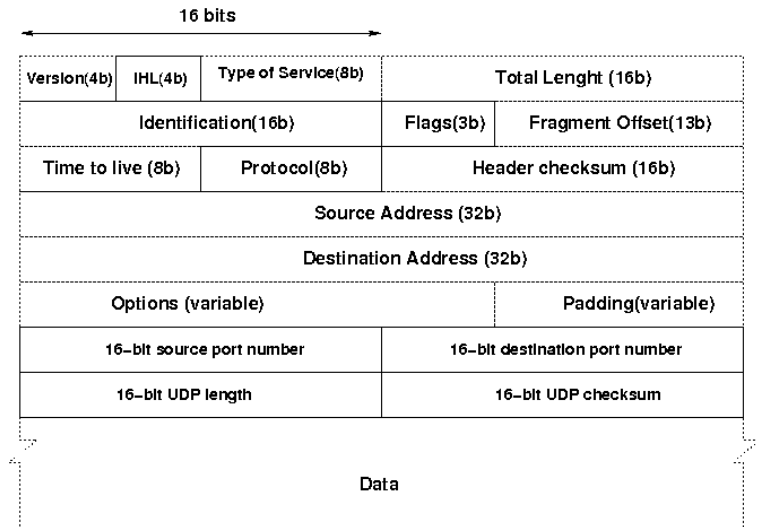 16 bits
Version(4b) IHL(4b) Type of Service(8b) Total Lenght (16b)
Identification(16b) Flags(3b) Fragment Offset(13b)
Time to live (8b) Protocol(8b) Header checksum (16b)
Source Address (32b)
Destination Address (32b)
Options (variable) Padding(variable)
16-bit source port number 16-bit destination port number
16-bit UDP length 16-bit UDP checksum
Data